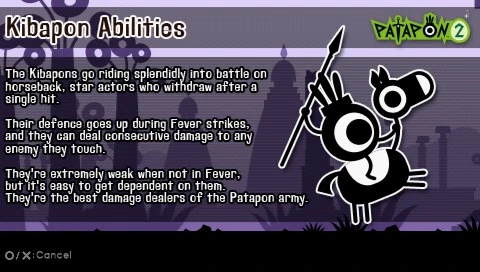 Kibapon Abilities
PATAPON 2
The Kibapons go riding splendidly into battle on
horseback, star actors who withdraw after a
single hit.
Their defence goes up during Fever strikes,
and they can deal consecutive damage to any
enemy they touch.
They're extremely weak when not in Fever,
but it's easy to get dependent on them.
They're the best damage dealers of the Patapon army.
O/X:Cancel